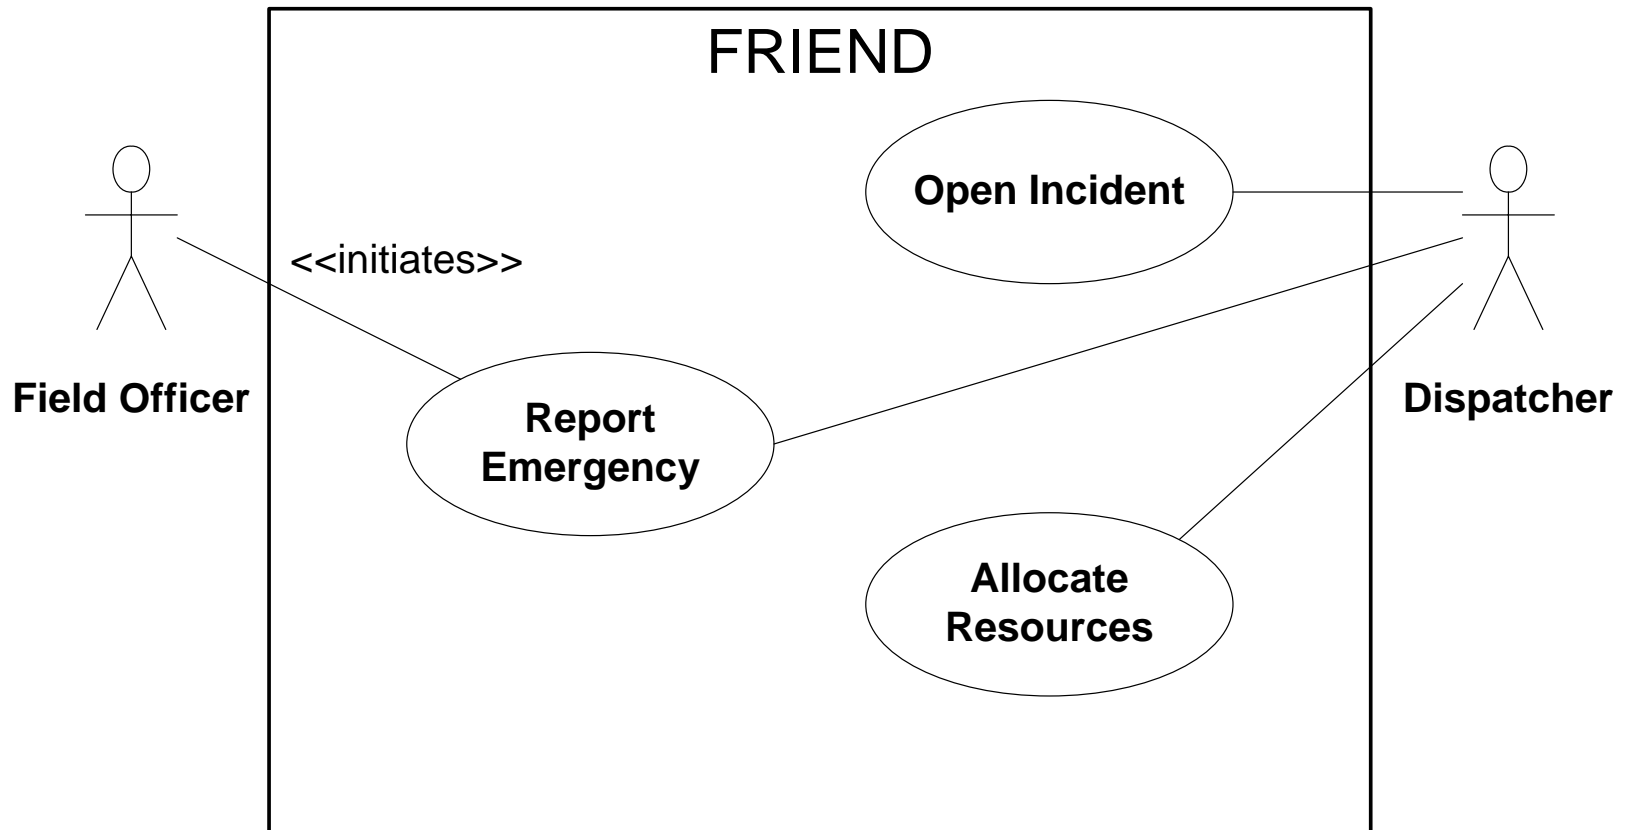 FRIEND
Open Incident
<<initiates>>
Field Officer
Report
Emergency
Dispatcher
Allocate
Resources